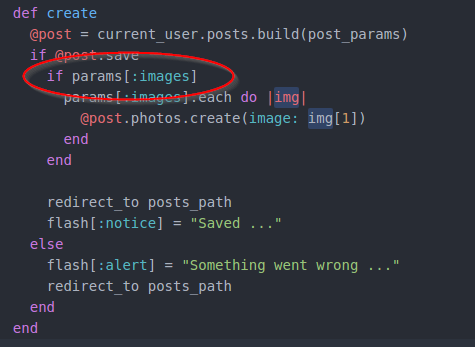 def create
  @post = current_user.posts.build(post_params)
  if @post.save
    if params[:images]
      params[:images].each do |img|
        @post.photos.create(image: img[1])
      end
    end

    redirect_to posts_path
    flash[:notice] = "Saved ..."
  else
    flash[:alert] = "Something went wrong ..."
    redirect_to posts_path
  end
end